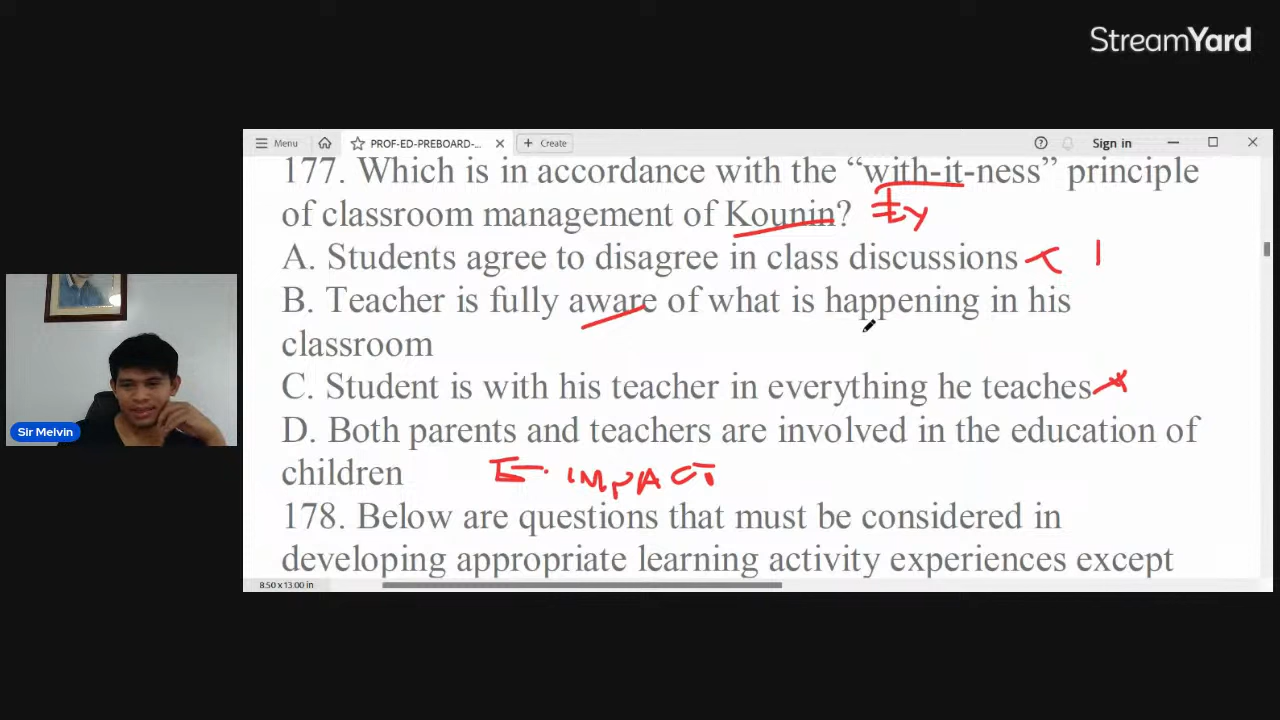 StreamYard
Menu
PROF-ED-PREBOARD-...
Create
Sign in
177. Which is in accordance with the “with-it-ness” principle
of classroom management of Kounin?
A. Students agree to disagree in class discussions
B. Teacher is fully aware of what is happening in his
classroom
C. Student is with his teacher in everything he teaches
D. Both parents and teachers are involved in the education of
children
IMPACT
178. Below are questions that must be considered in
developing appropriate learning activity experiences except
8.50 x 13.00 in
Sir Melvin